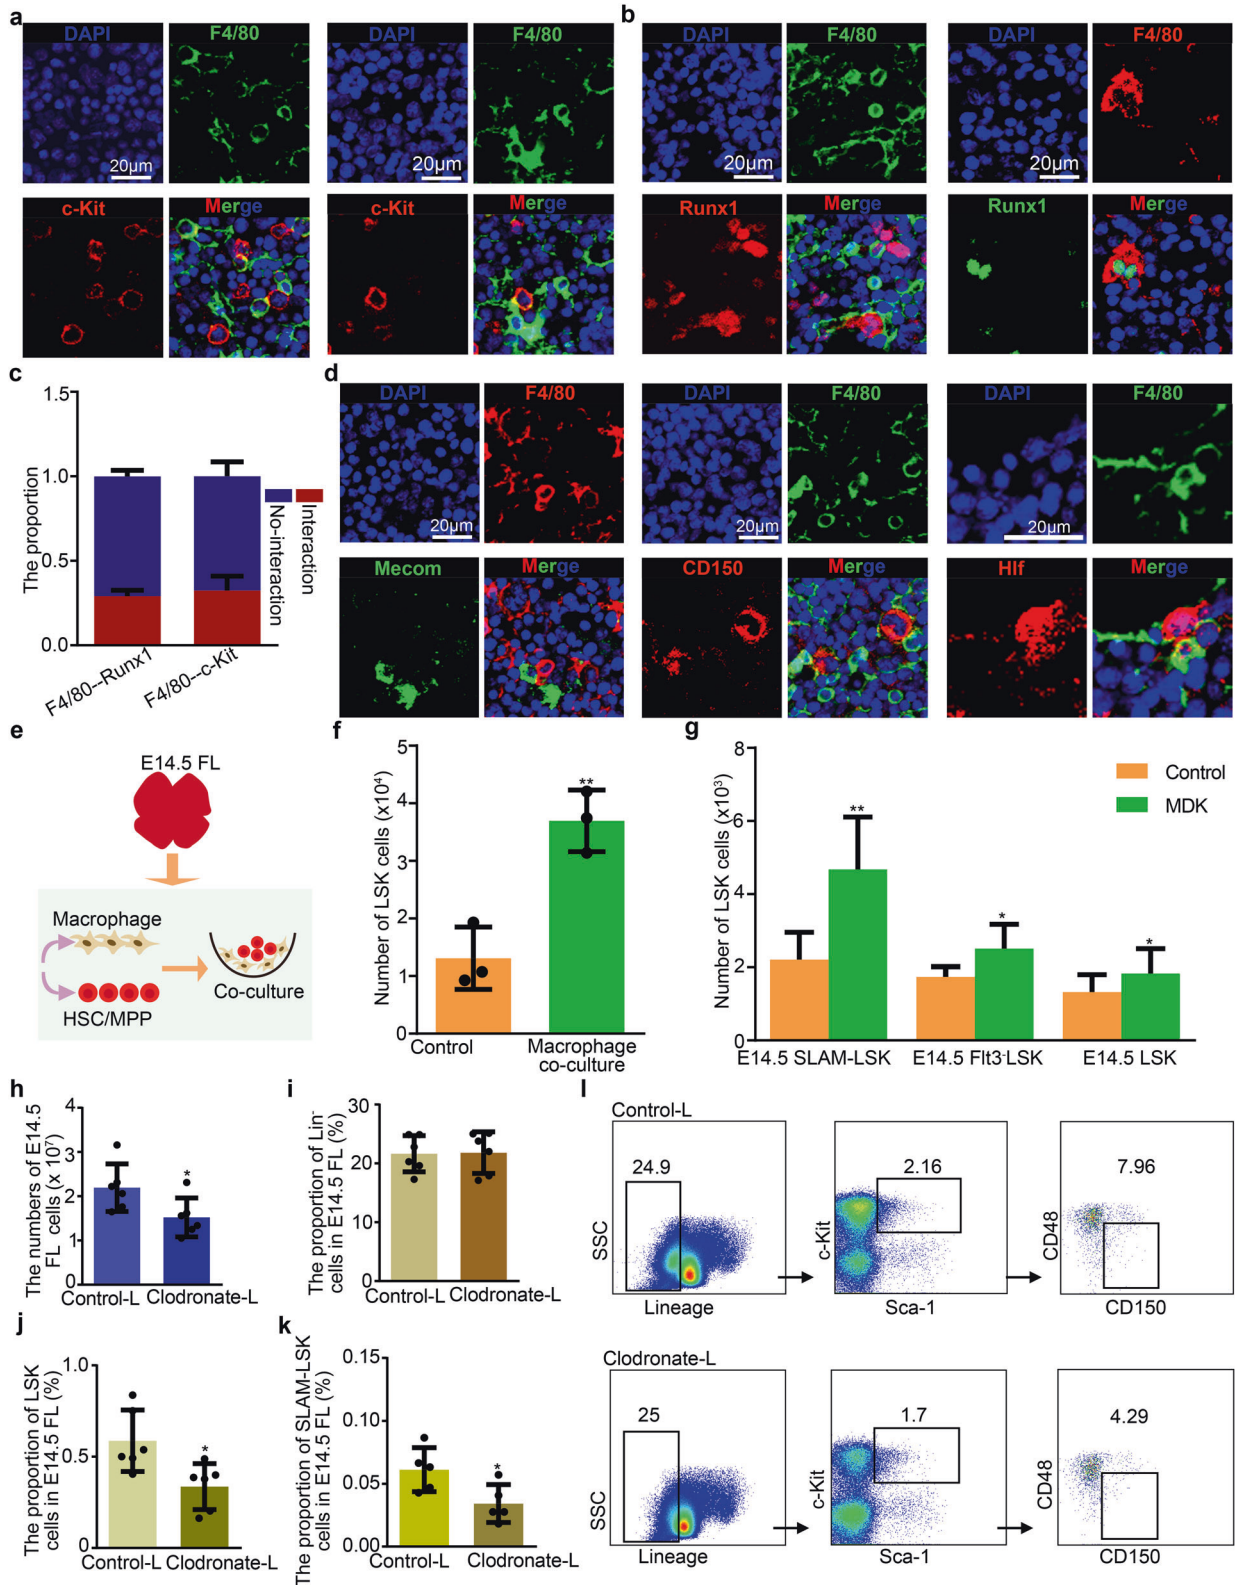 a
DAPI
F4/80
DAPI
F4/80
20μm
20μm
c-Kit
Merge
c-Kit
Merge
b
DAPI
F4/80
DAPI
F4/80
20μm
20μm
Runx1
Merge
Runx1
Merge
c
1.5
1.0
0.5
0.0
The proportion
F4/80--Runx1
F4/80--c-Kit
No-interaction
Interaction
d
DAPI
F4/80
DAPI
F4/80
DAPI
F4/80
20μm
20μm
20μm
Mecom
Merge
CD150
Merge
Hlf
Merge
e
E14.5 FL
Macrophage
HSC/MPP
Co-culture
f
5
4
3
2
1
0
Number of LSK cells (x10⁴)
**
Control
Macrophage
co-culture
g
8
6
4
2
0
Number of LSK cells (x10³)
**
*
*
Control
MDK
E14.5 SLAM-LSK
E14.5 Flt3⁻LSK
E14.5 LSK
h
4
3
2
1
0
The numbers of E14.5
FL cells (x 10⁷)
*
Control-L
Clodronate-L
i
30
20
10
0
The proportion of Lin⁻
cells in E14.5 FL (%)
Control-L
Clodronate-L
j
1.0
0.5
0
The proportion of LSK
cells in E14.5 FL (%)
*
Control-L
Clodronate-L
k
0.15
0.10
0.05
0.00
The proportion of SLAM-LSK
cells in E14.5 FL (%)
*
Control-L
Clodronate-L
l
Control-L
24.9
SSC
Lineage
2.16
c-Kit
Sca-1
7.96
CD48
CD150
Clodronate-L
25
SSC
Lineage
1.7
c-Kit
Sca-1
4.29
CD48
CD150